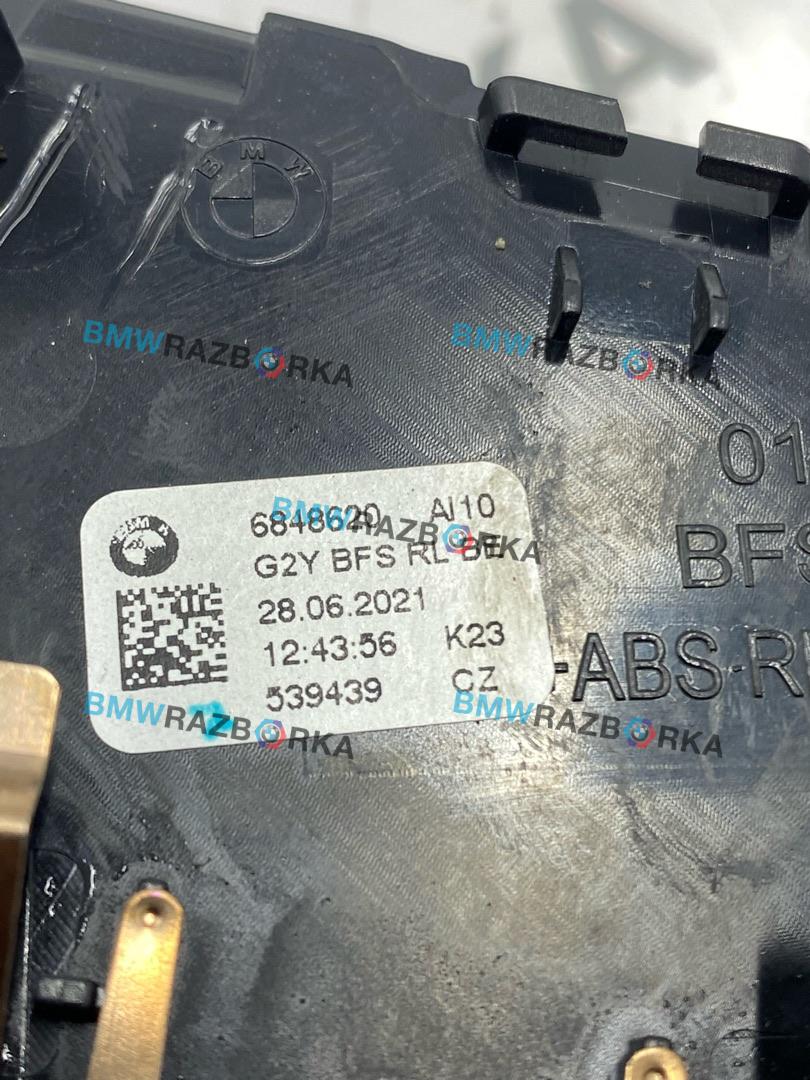 BMW
BMWRAZBORKA
BMWRAZBORKA
01
BMW
6848620 AI10
BMWRAZBORKA
G2Y BFS RL BE
BFS
28.06.2021
12:43:56 K23
-ABS-R
539439 CZ
BMWRAZBORKA
BMWRAZBORKA